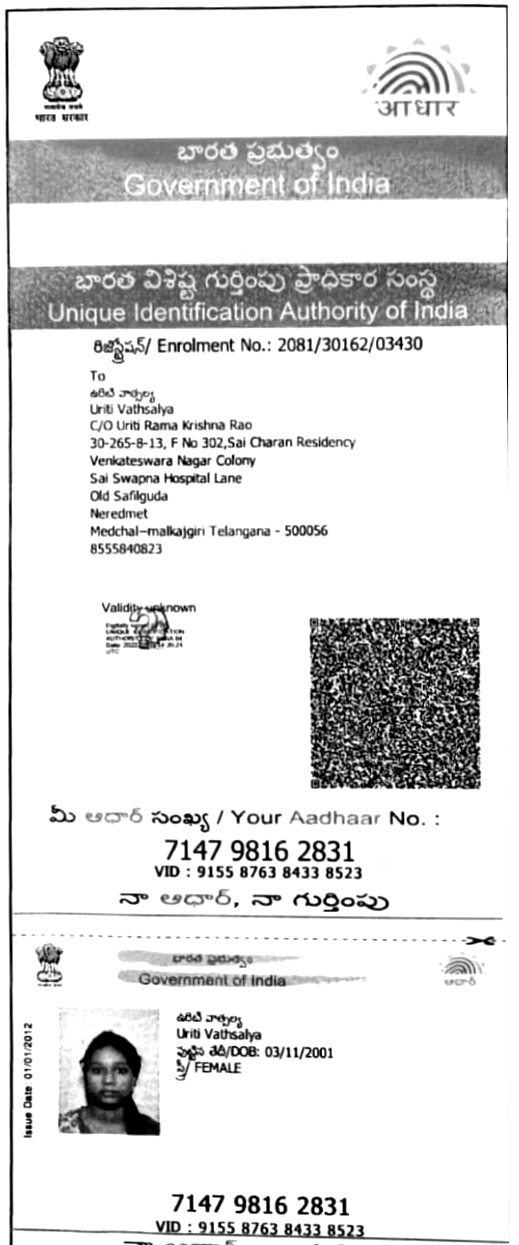 भारत सरकार
आधार
భారత ప్రభుత్వం
Government of India
భారత విశిష్ట గుర్తింపు ప్రాధికార సంస్థ
Unique Identification Authority of India
రిజిస్ట్రేషన్/ Enrolment No.: 2081/30162/03430
To
ఉరిటి వాత్సల్య
Uriti Vathsalya
C/O Uriti Rama Krishna Rao
30-265-8-13, F No 302,Sai Charan Residency
Venkateswara Nagar Colony
Sai Swapna Hospital Lane
Old Safilguda
Neredmet
Medchal–malkajgiri Telangana - 500056
8555840823
Validity unknown
మీ ఆధార్ సంఖ్య / Your Aadhaar No. :
7147 9816 2831
VID : 9155 8763 8433 8523
నా ఆధార్, నా గుర్తింపు
భారత ప్రభుత్వం
Government of India
ఆధార్
Issue Date: 01/01/2012
ఉరిటి వాత్సల్య
Uriti Vathsalya
పుట్టిన తేదీ/DOB: 03/11/2001
స్త్రీ/ FEMALE
7147 9816 2831
VID : 9155 8763 8433 8523